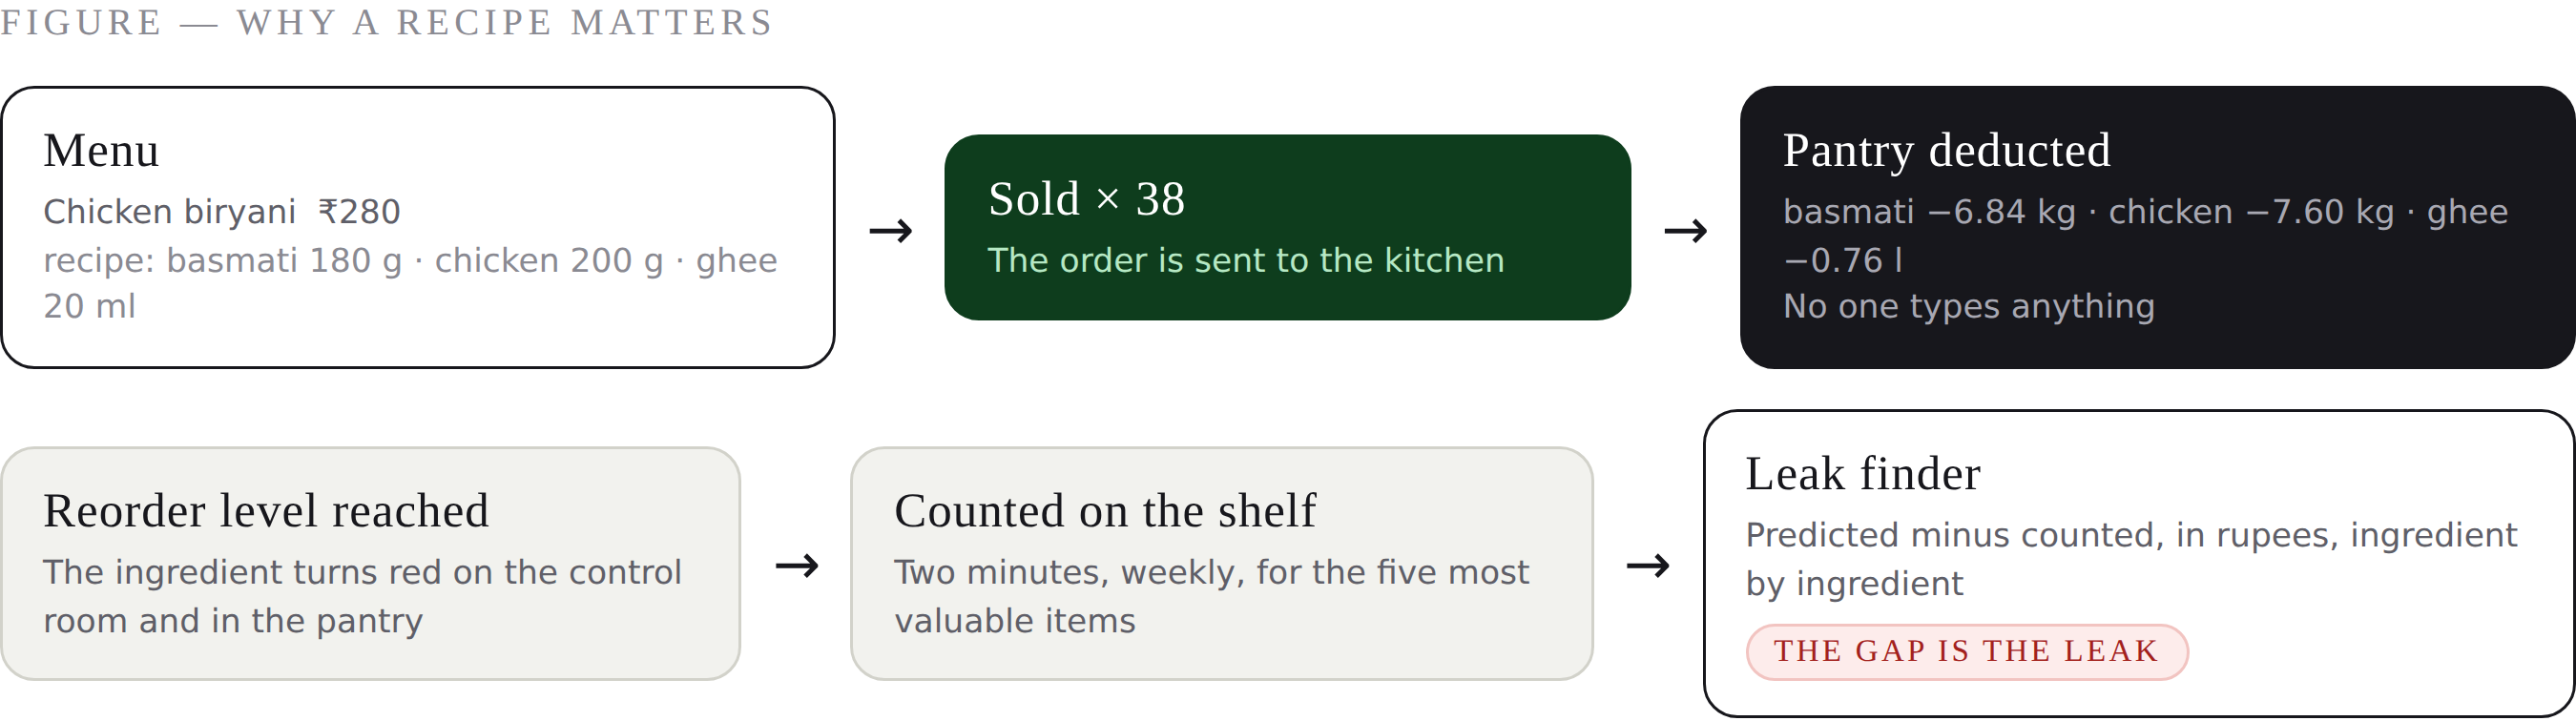 FIGURE — WHY A RECIPE MATTERS
Menu
Chicken biryani ₹280
recipe: basmati 180 g · chicken 200 g · ghee
20 ml
→
Sold × 38
The order is sent to the kitchen
→
Pantry deducted
basmati −6.84 kg · chicken −7.60 kg · ghee
−0.76 l
No one types anything
Reorder level reached
The ingredient turns red on the control
room and in the pantry
→
Counted on the shelf
Two minutes, weekly, for the five most
valuable items
→
Leak finder
Predicted minus counted, in rupees, ingredient
by ingredient
THE GAP IS THE LEAK